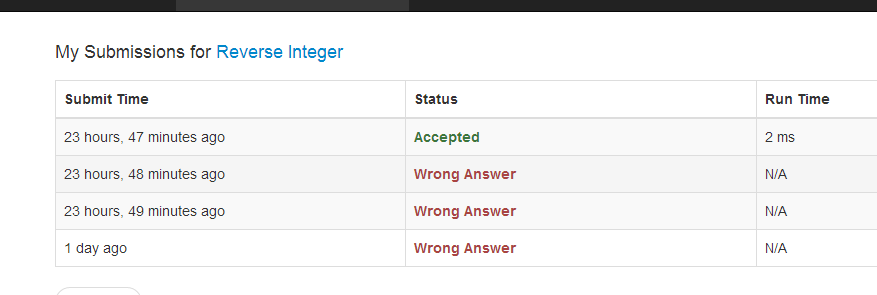 My Submissions for Reverse Integer
Submit Time Status Run Time
23 hours, 47 minutes ago Accepted 2 ms
23 hours, 48 minutes ago Wrong Answer N/A
23 hours, 49 minutes ago Wrong Answer N/A
1 day ago Wrong Answer N/A